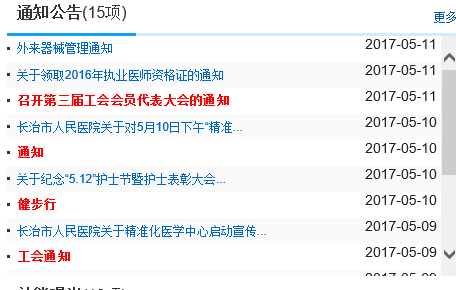 通知公告(15项)
更多
外来器械管理通知 2017-05-11
关于领取2016年执业医师资格证的通知 2017-05-11
召开第三届工会会员代表大会的通知 2017-05-11
长治市人民医院关于对5月10日下午“精准... 2017-05-10
通知 2017-05-10
关于纪念“5.12”护士节暨护士表彰大会... 2017-05-10
健步行 2017-05-10
长治市人民医院关于精准化医学中心启动宣传... 2017-05-09
工会通知 2017-05-09